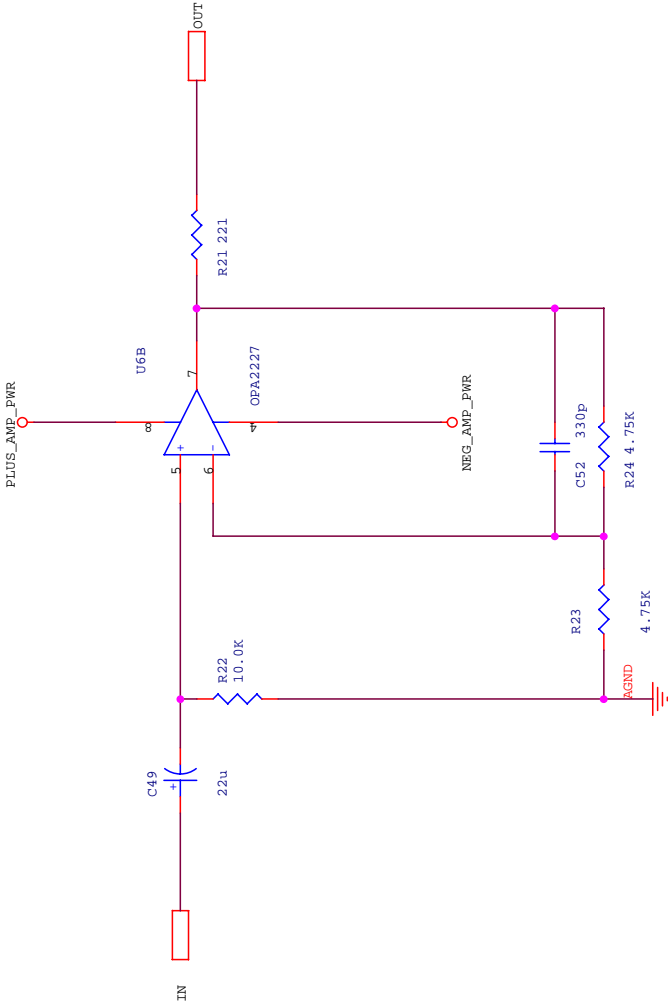 OUT
R21 221
U6B
7
OPA2227
PLUS_AMP_PWR
8
4
NEG_AMP_PWR
+
-
5
6
C52 330p
R24 4.75K
R23
4.75K
R22
10.0K
AGND
C49
+
22u
IN